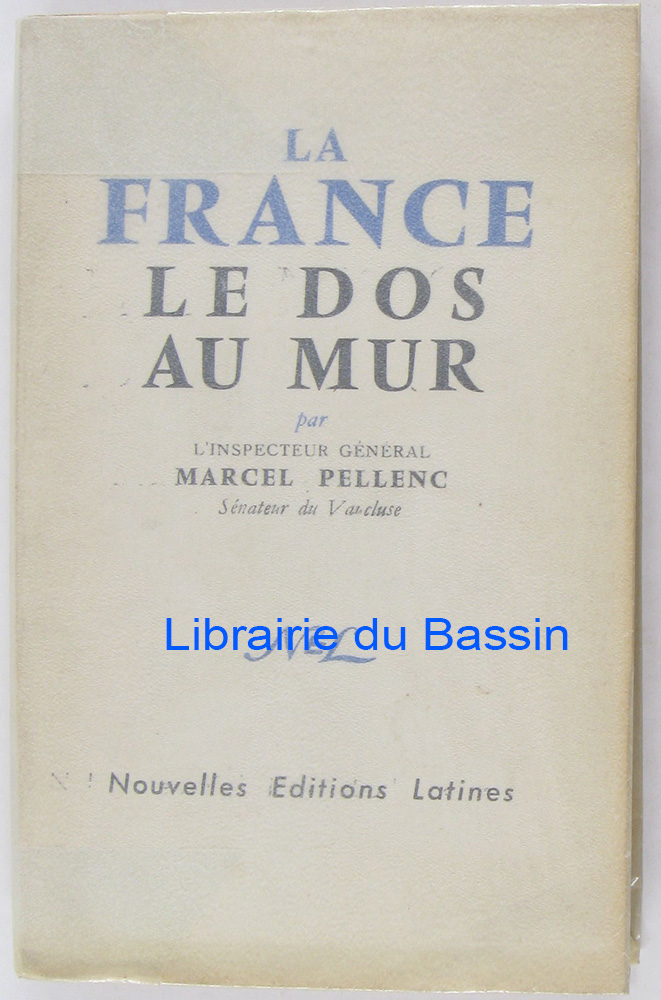 LA
FRANCE
LE DOS
AU MUR
par
L'INSPECTEUR GÉNÉRAL
MARCEL PELLENC
Sénateur du Vaucluse
Librairie du Bassin
NEL
Nouvelles Editions Latines